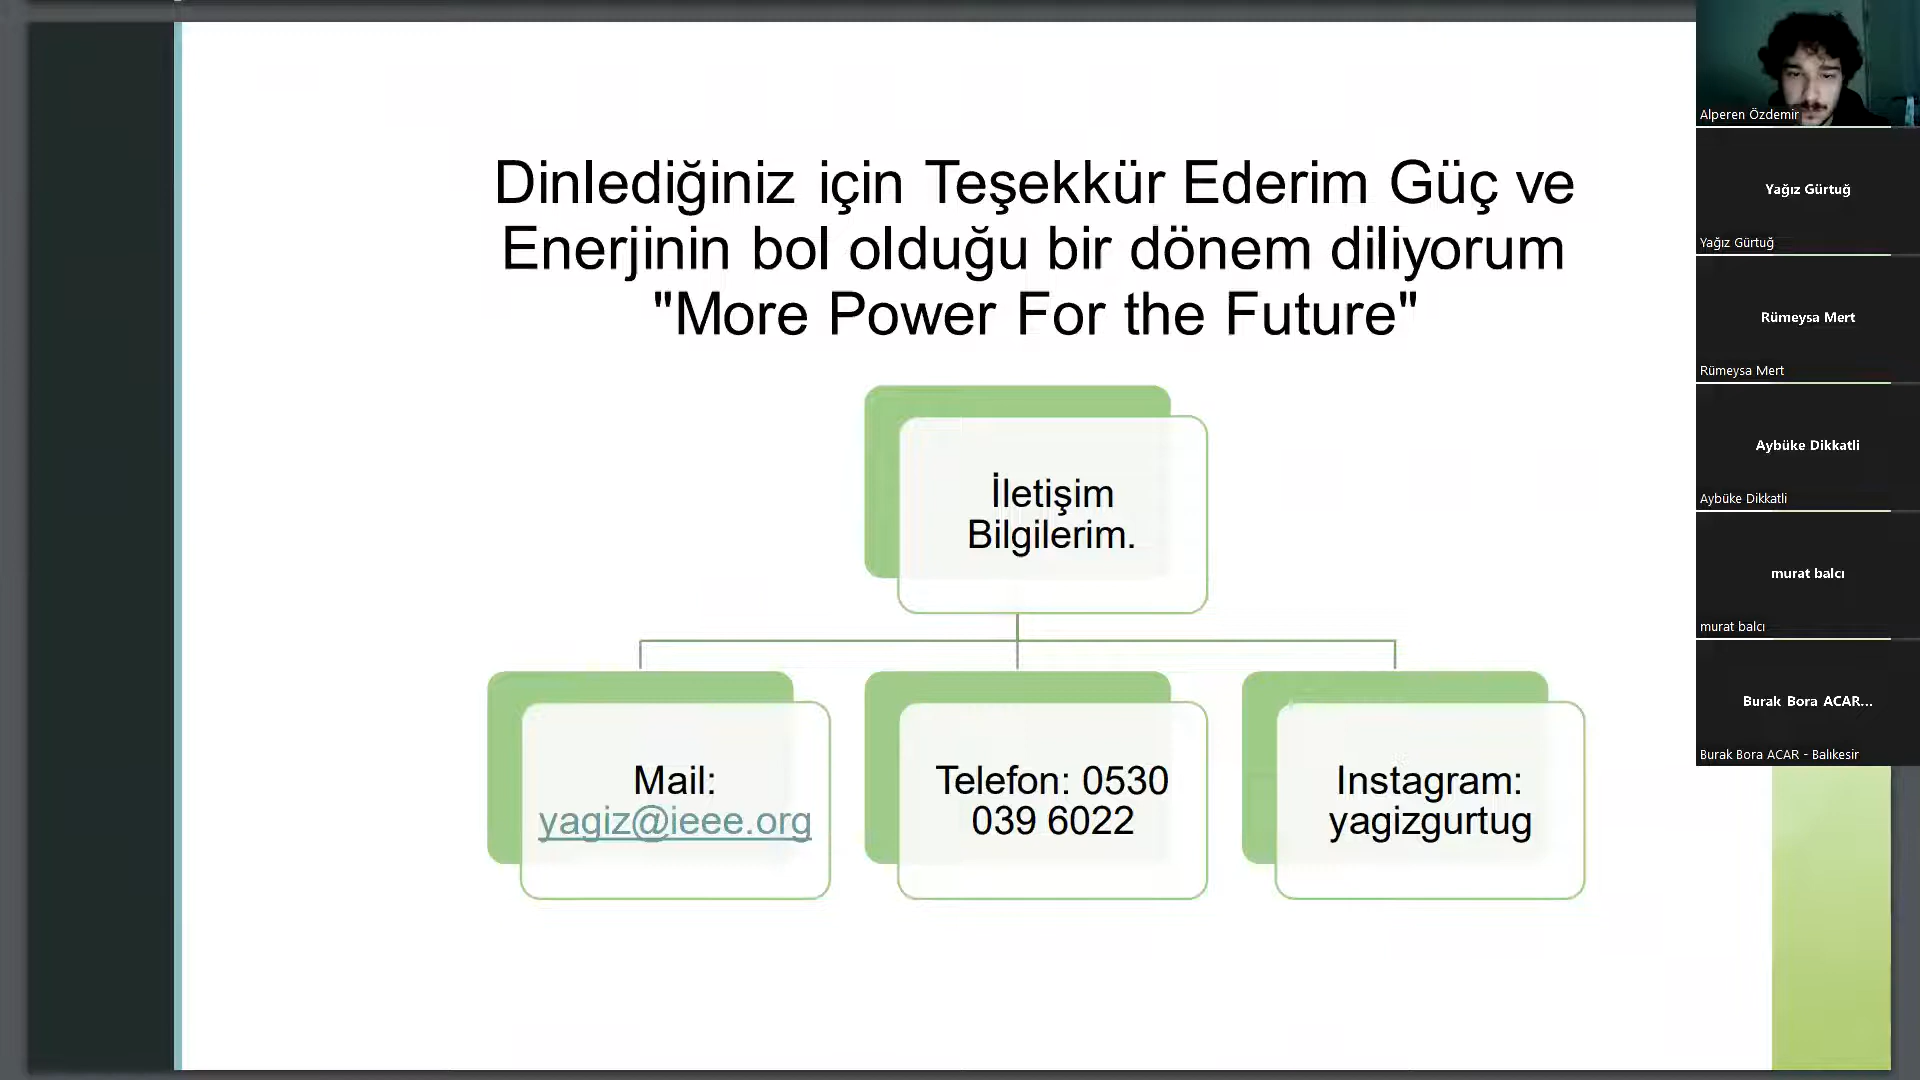 Dinlediğiniz için Teşekkür Ederim Güç ve
Enerjinin bol olduğu bir dönem diliyorum
"More Power For the Future"
İletişim
Bilgilerim.
Mail:
yagiz@ieee.org
Telefon: 0530
039 6022
Instagram:
yagizgurtug
Alperen Özdemir
Yağız Gürtuğ
Yağız Gürtuğ
Rümeysa Mert
Rümeysa Mert
Aybüke Dikkatli
Aybüke Dikkatli
murat balcı
murat balcı
Burak Bora ACAR...
Burak Bora ACAR - Balıkesir